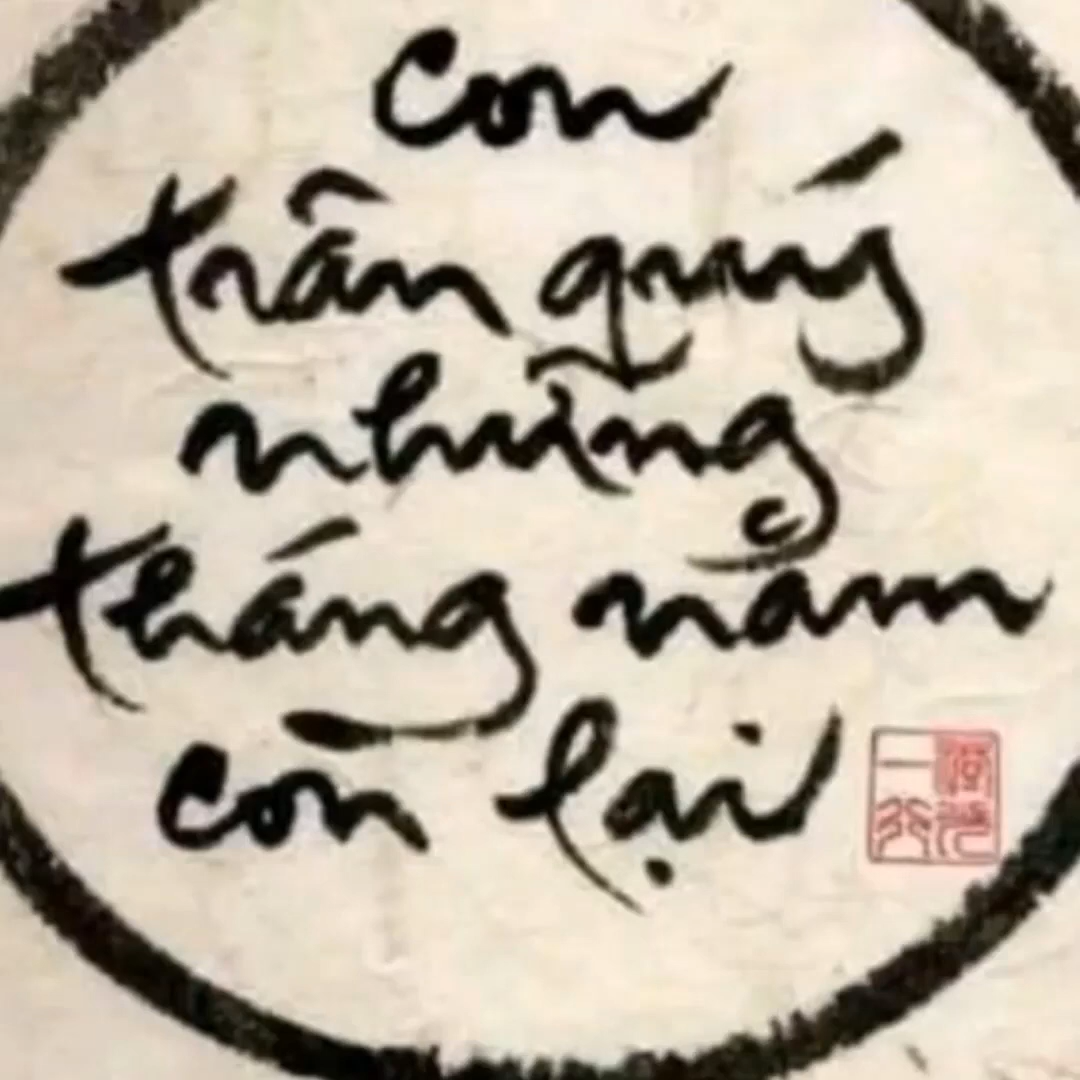 Con
trân quý
những
tháng năm
còn lại